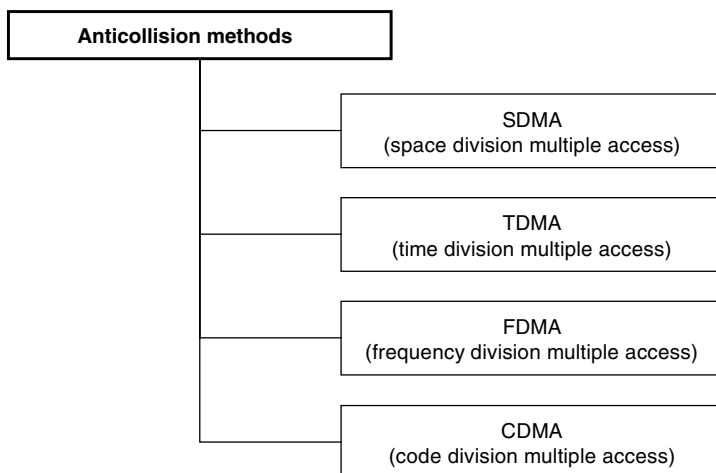 Anticollision methods
SDMA
(space division multiple access)
TDMA
(time division multiple access)
FDMA
(frequency division multiple access)
CDMA
(code division multiple access)